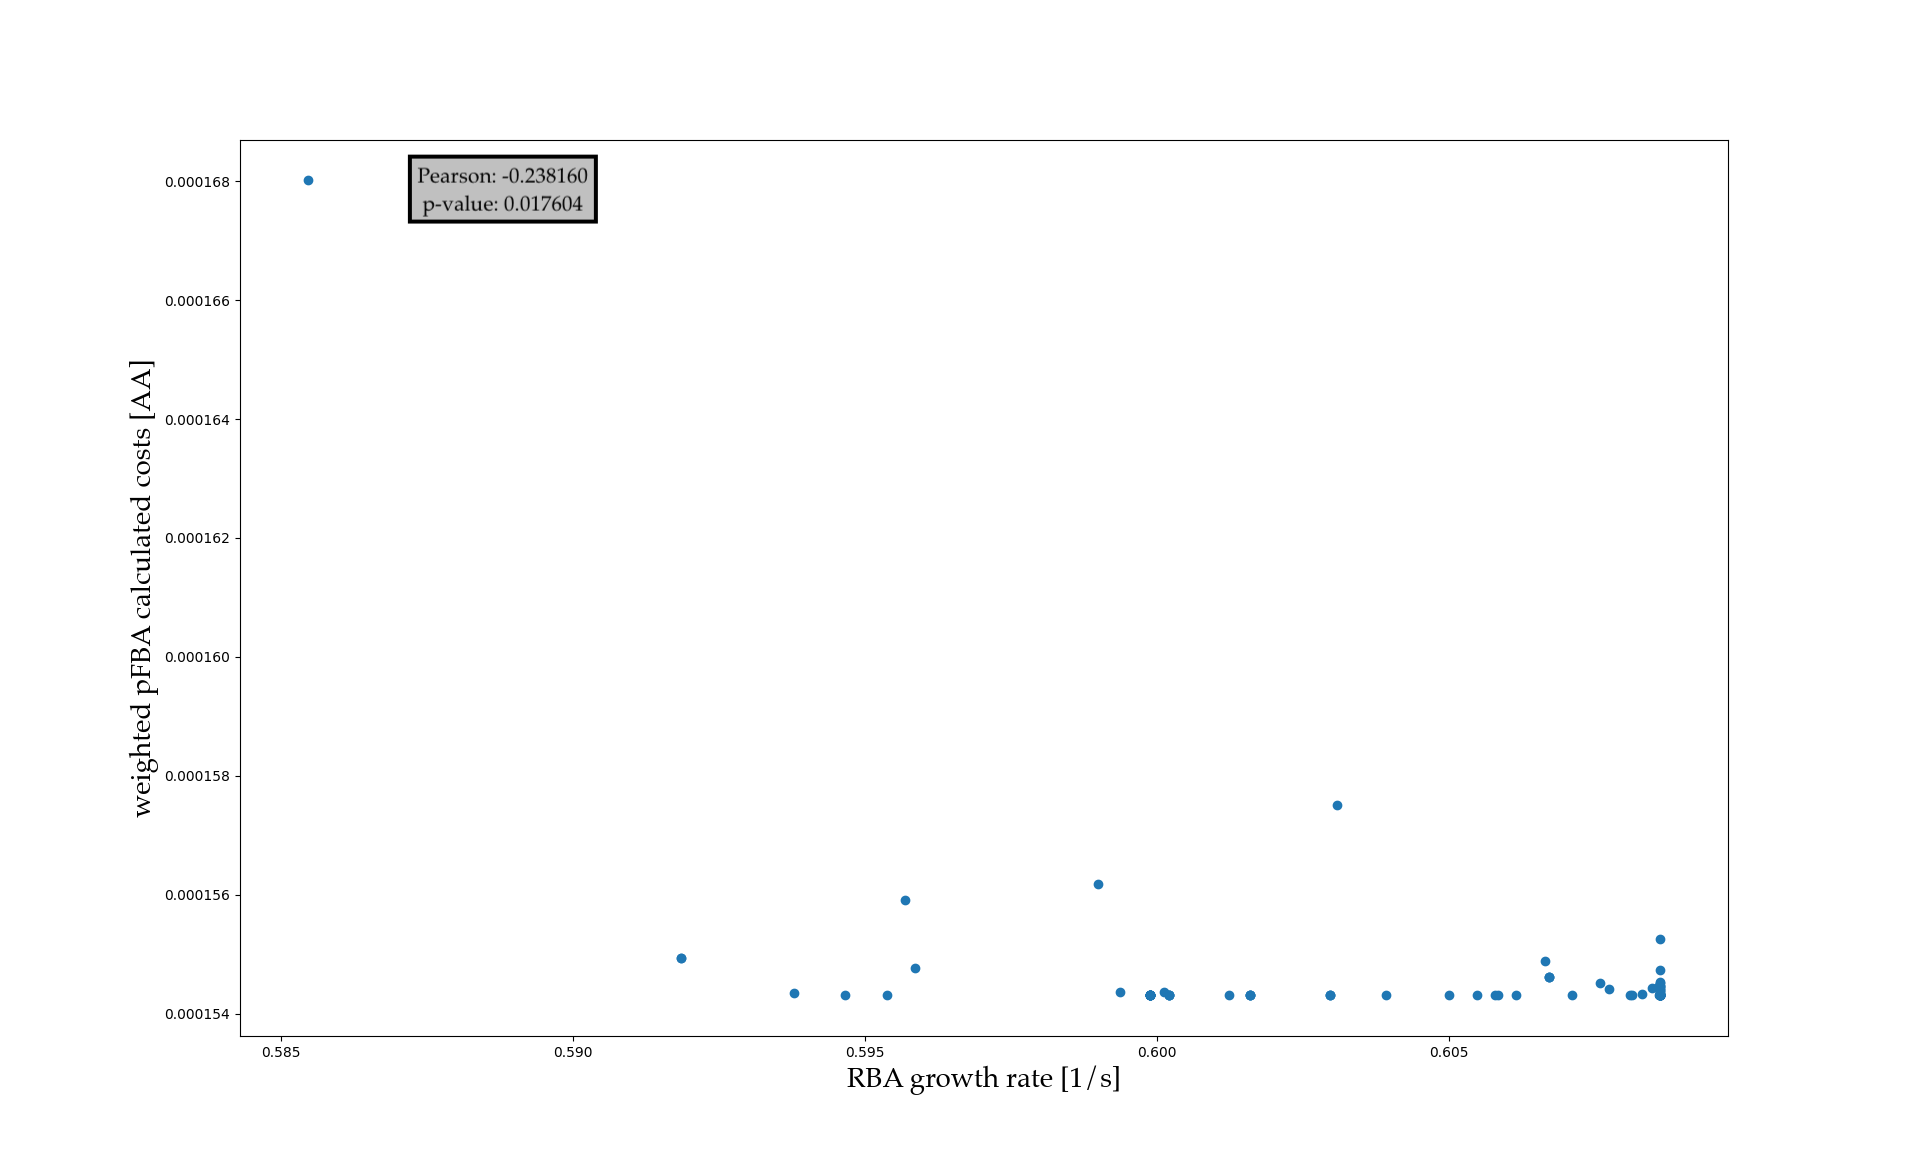 Pearson: -0.238160
p-value: 0.017604
0.000168
0.000166
0.000164
0.000162
0.000160
0.000158
0.000156
0.000154
weighted pFBA calculated costs [AA]
0.585 0.590 0.595 0.600 0.605
RBA growth rate [1/s]